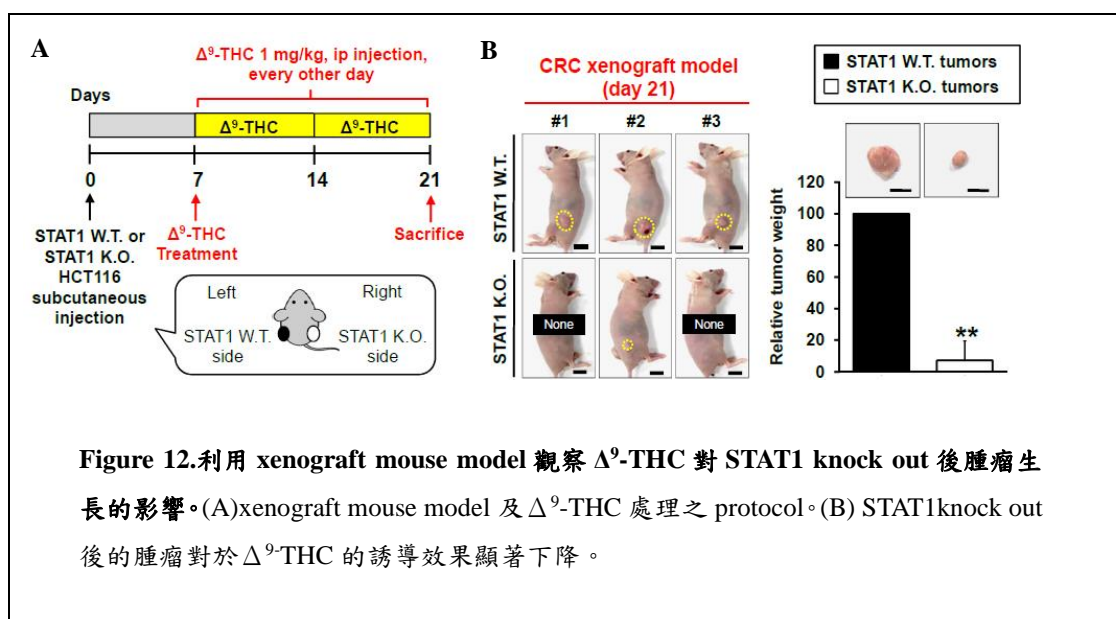 A
Δ⁹-THC 1 mg/kg, ip injection,
every other day
Days
Δ⁹-THC
Δ⁹-THC
0
7
14
21
STAT1 W.T. or
STAT1 K.O.
HCT116
subcutaneous
injection
Δ⁹-THC
Treatment
Sacrifice
Left
Right
STAT1 W.T.
side
STAT1 K.O.
side
B
CRC xenograft model
(day 21)
#1
#2
#3
STAT1 W.T.
STAT1 K.O.
None
None
STAT1 W.T. tumors
STAT1 K.O. tumors
Relative tumor weight
120
100
80
60
40
20
0
**
Figure 12.利用 xenograft mouse model 觀察 Δ⁹-THC 對 STAT1 knock out 後腫瘤生
長的影響。(A)xenograft mouse model 及Δ⁹-THC 處理之 protocol。(B) STAT1knock out
後的腫瘤對於Δ⁹-THC 的誘導效果顯著下降。